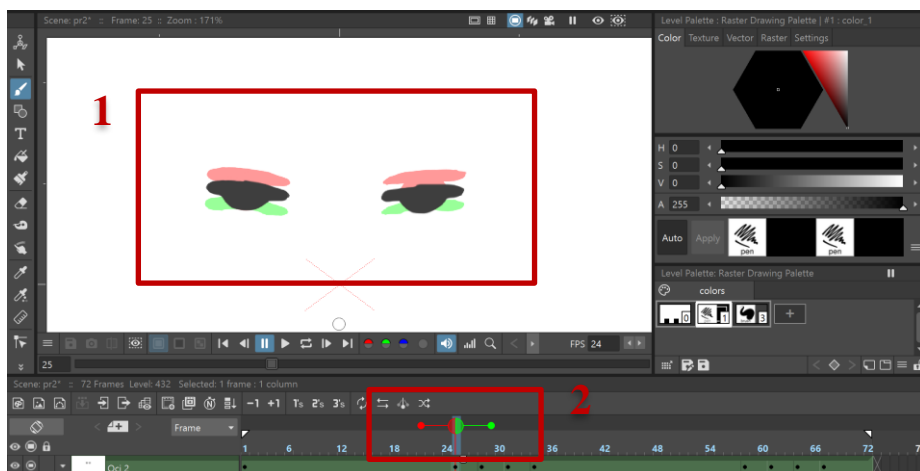 Scene: pr2* :: Frame: 25 :: Zoom : 171%
Level Palette : Raster Drawing Palette | #1 : color_1
Color Texture Vector Raster Settings
1
H 0
S 0
V 0
A 255
Auto Apply pen pen
Level Palette: Raster Drawing Palette
colors
0 1 3
FPS 24
25
Scene: pr2* :: 72 Frames Level: 432 Selected: 1 frame : 1 column
-1 +1 1's 2's 3's
2
Frame
1 6 12 18 24 30 36 42 48 54 60 66 72
Oci 2